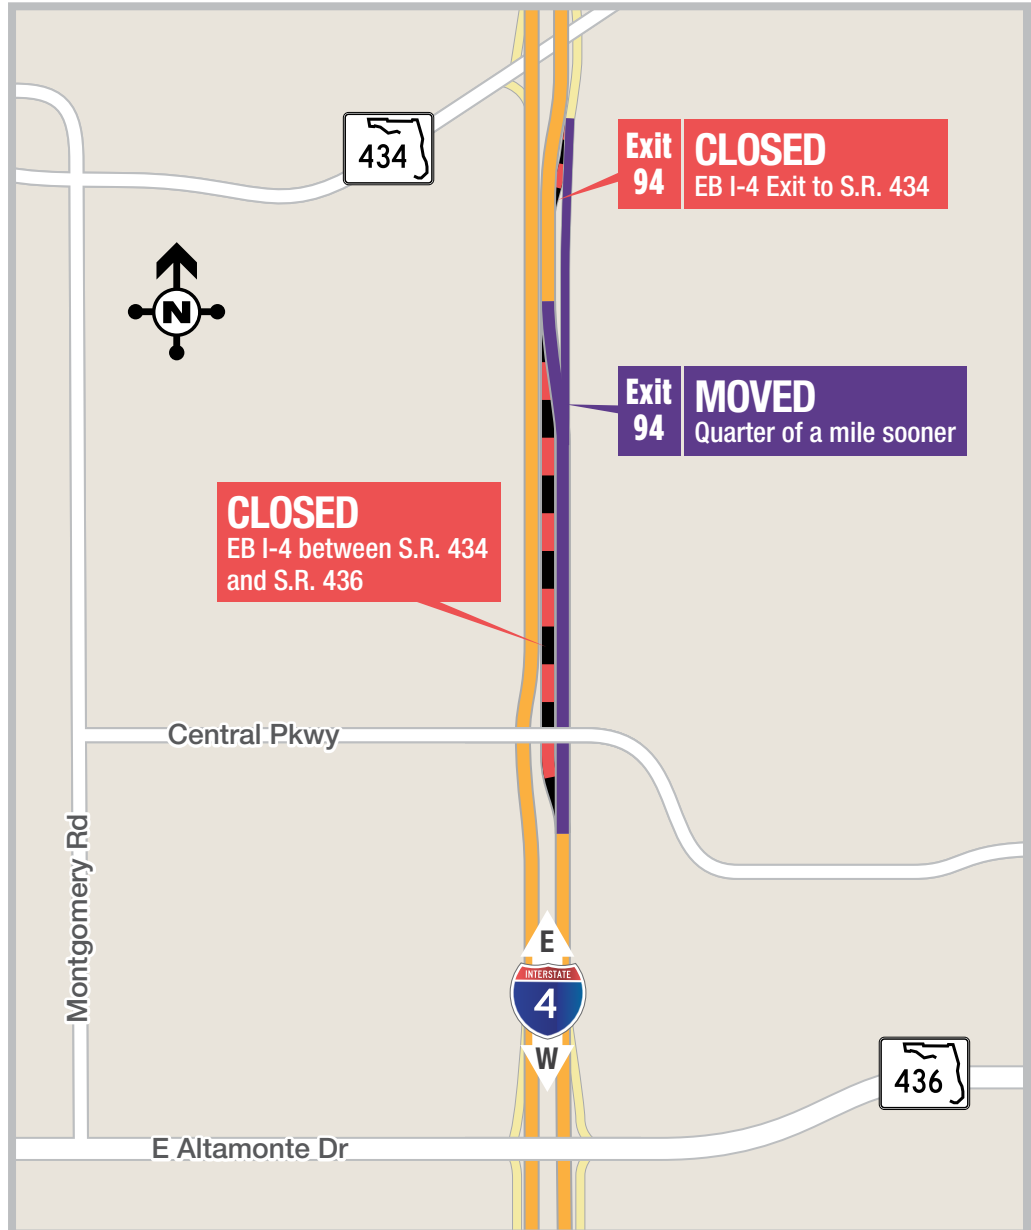 434
Exit
94
CLOSED
EB I-4 Exit to S.R. 434
N
Exit
94
MOVED
Quarter of a mile sooner
CLOSED
EB I-4 between S.R. 434
and S.R. 436
Central Pkwy
Montgomery Rd
E
INTERSTATE
4
W
436
E Altamonte Dr